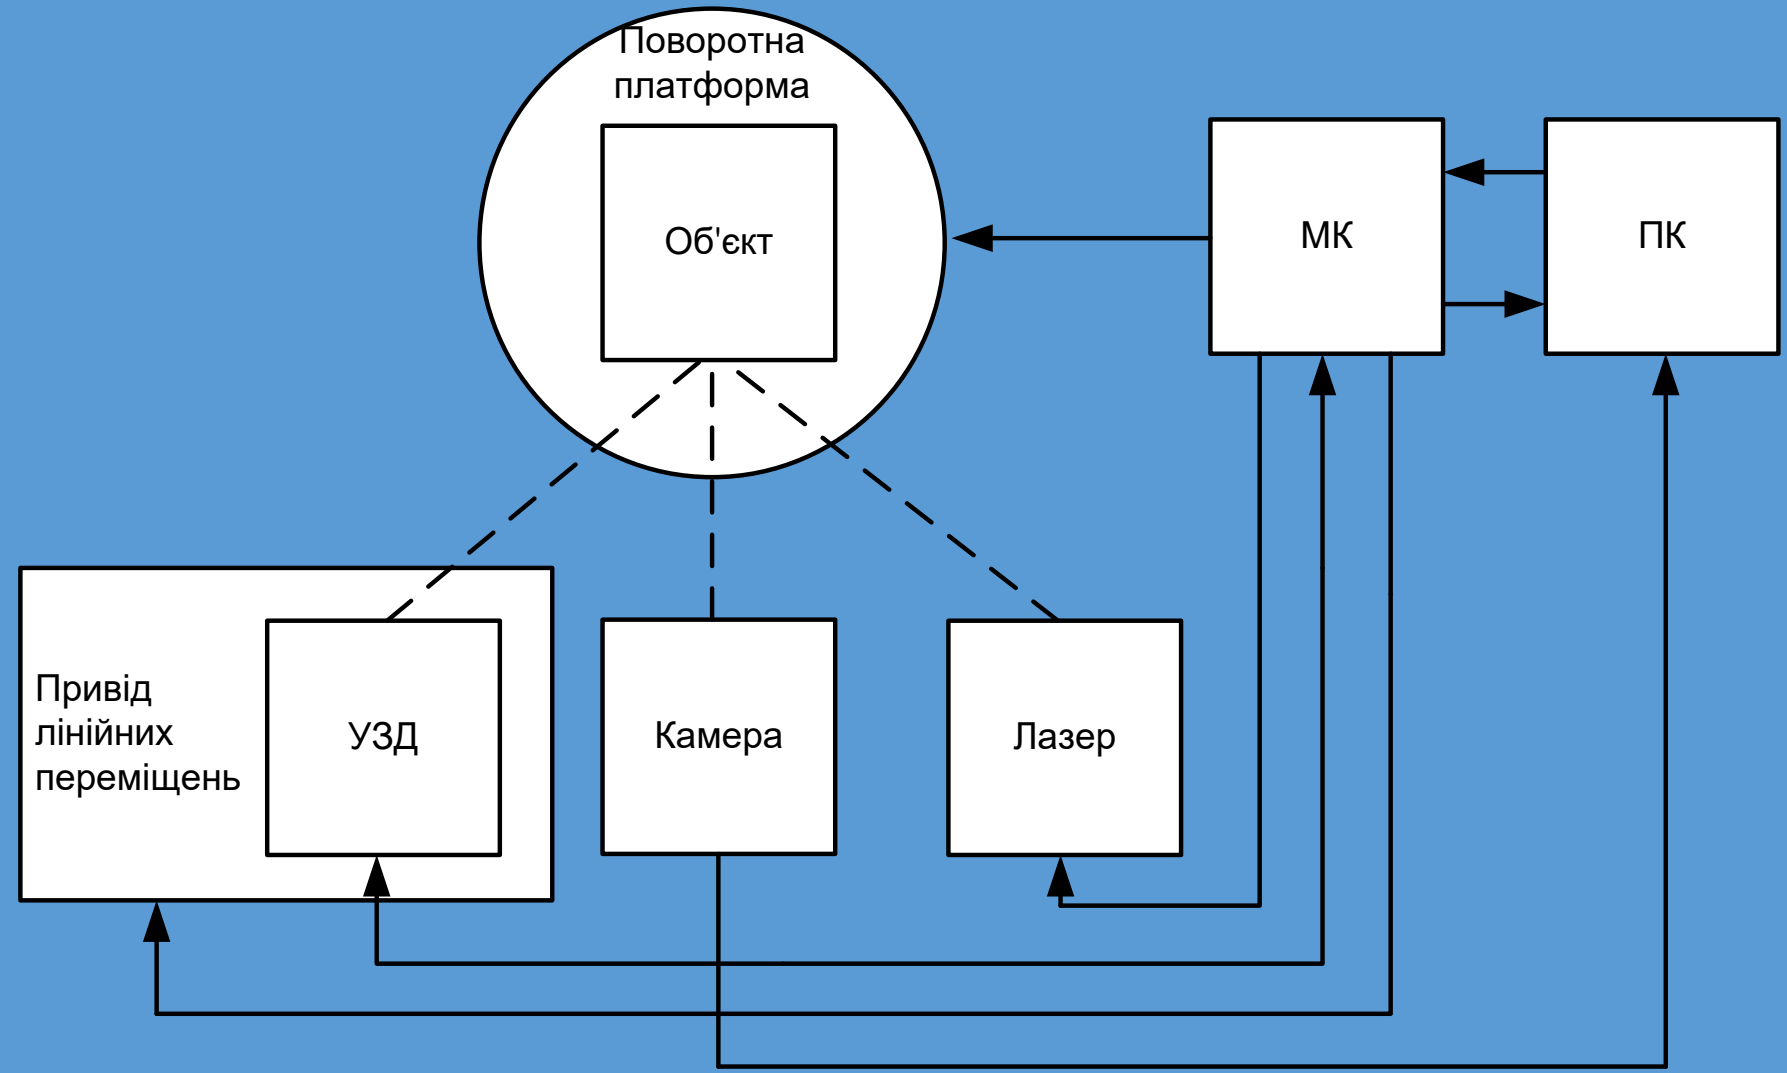 Поворотна
платформа
Об'єкт
МК
ПК
Привід
лінійних
переміщень
УЗД
Камера
Лазер